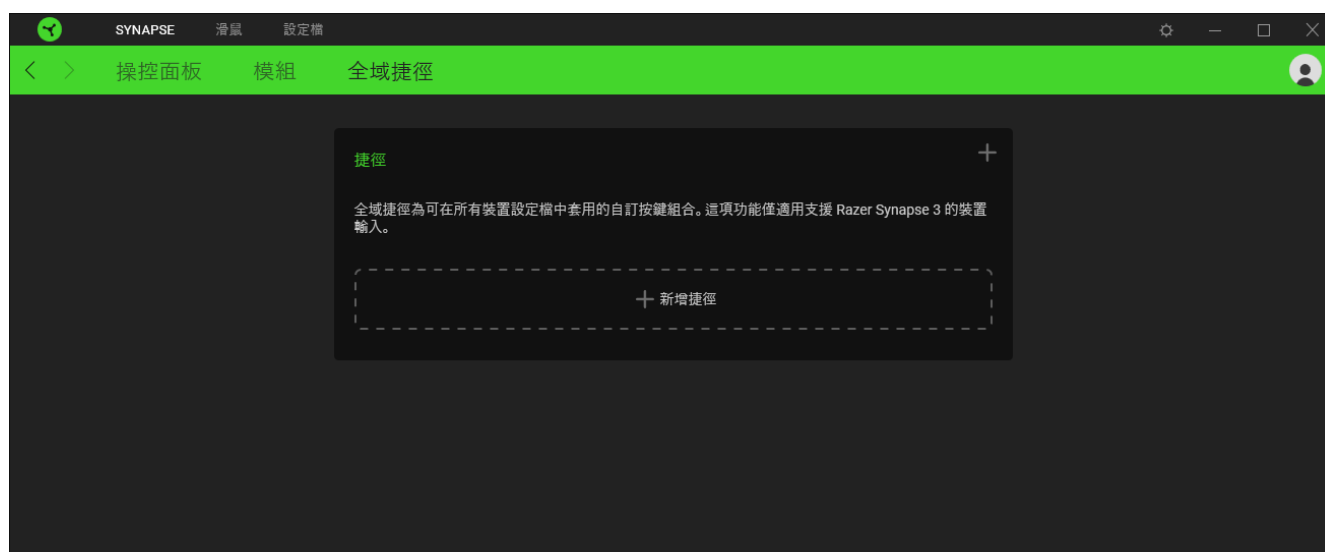 SYNAPSE 滑鼠 設定檔
操控面板 模組 全域捷徑
捷徑
全域捷徑為可在所有裝置設定檔中套用的自訂按鍵組合。這項功能僅適用支援 Razer Synapse 3 的裝置
輸入。
新增捷徑